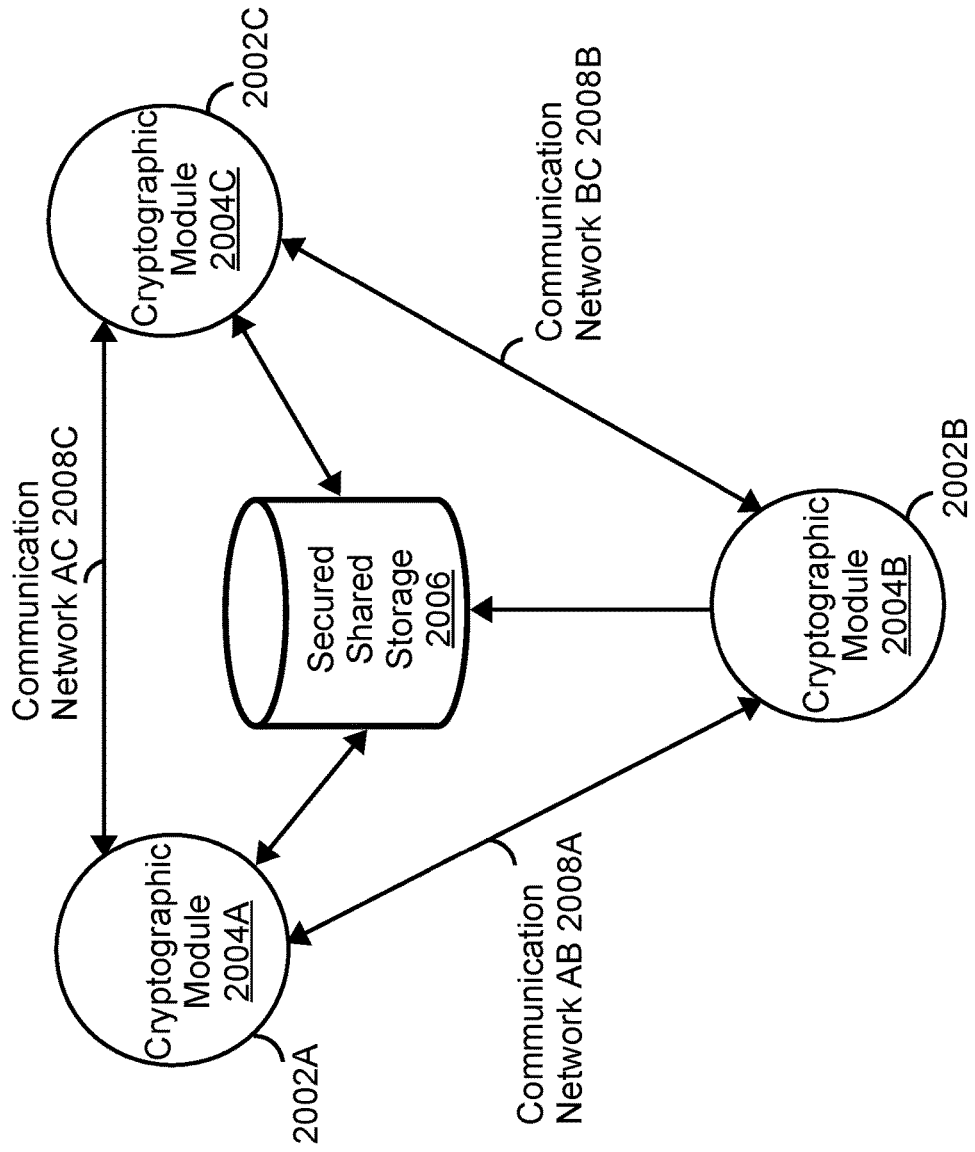 Communication
Network AC 2008C
Cryptographic
Module
2004A
2002A
Cryptographic
Module
2004C
2002C
Secured
Shared
Storage
2006
Communication
Network AB 2008A
Communication
Network BC 2008B
Cryptographic
Module
2004B
2002B